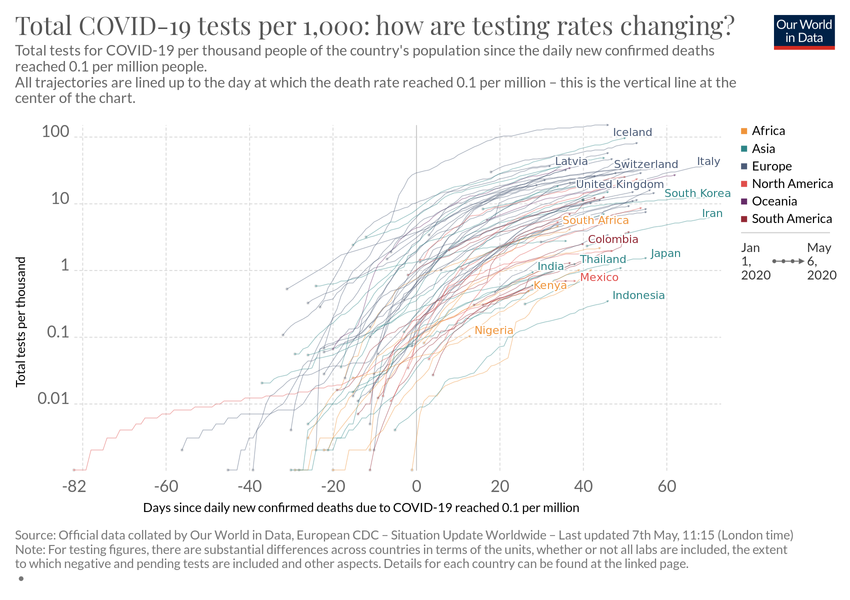 Total COVID-19 tests per 1,000: how are testing rates changing?
Our World
in Data
Total tests for COVID-19 per thousand people of the country's population since the daily new confirmed deaths
reached 0.1 per million people.
All trajectories are lined up to the day at which the death rate reached 0.1 per million – this is the vertical line at the
center of the chart.
Total tests per thousand
100
10
1
0.1
0.01
Iceland
Latvia
Switzerland
Italy
United Kingdom
South Korea
South Africa
Iran
Colombia
Japan
India
Thailand
Kenya
Mexico
Indonesia
Nigeria
-82
-60
-40
-20
0
20
40
60
Days since daily new confirmed deaths due to COVID-19 reached 0.1 per million
Africa
Asia
Europe
North America
Oceania
South America
Jan
1,
2020
May
6,
2020
Source: Official data collated by Our World in Data, European CDC – Situation Update Worldwide – Last updated 7th May, 11:15 (London time)
Note: For testing figures, there are substantial differences across countries in terms of the units, whether or not all labs are included, the extent
to which negative and pending tests are included and other aspects. Details for each country can be found at the linked page.